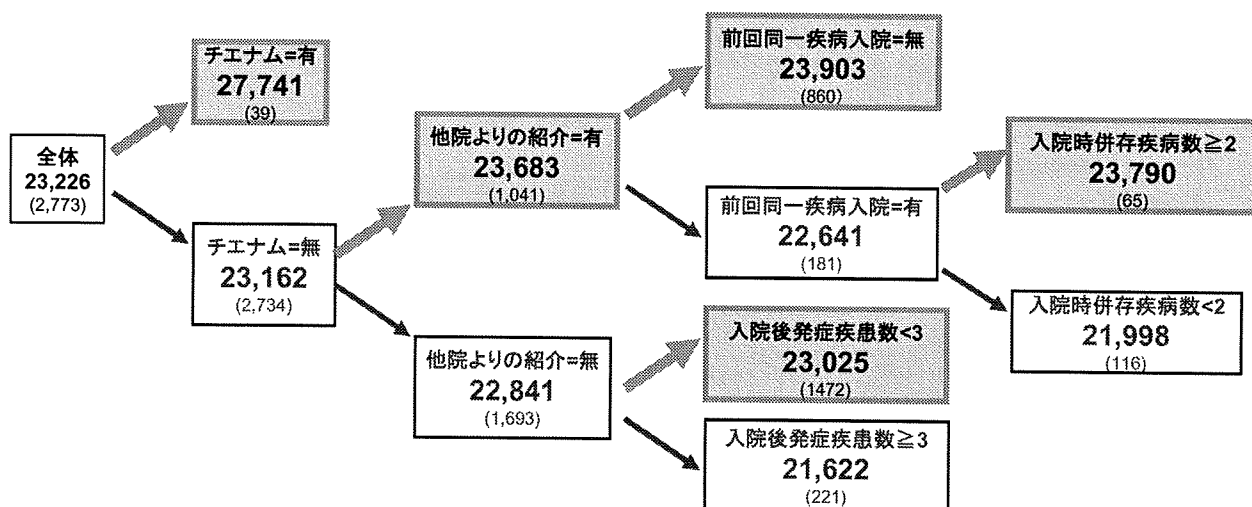 全体
23,226
(2,773)
チエナム=有
27,741
(39)
チエナム=無
23,162
(2,734)
他院よりの紹介=有
23,683
(1,041)
他院よりの紹介=無
22,841
(1,693)
前回同一疾病入院=無
23,903
(860)
前回同一疾病入院=有
22,641
(181)
入院後発症疾患数<3
23,025
(1472)
入院後発症疾患数≧3
21,622
(221)
入院時併存疾病数≧2
23,790
(65)
入院時併存疾病数<2
21,998
(116)